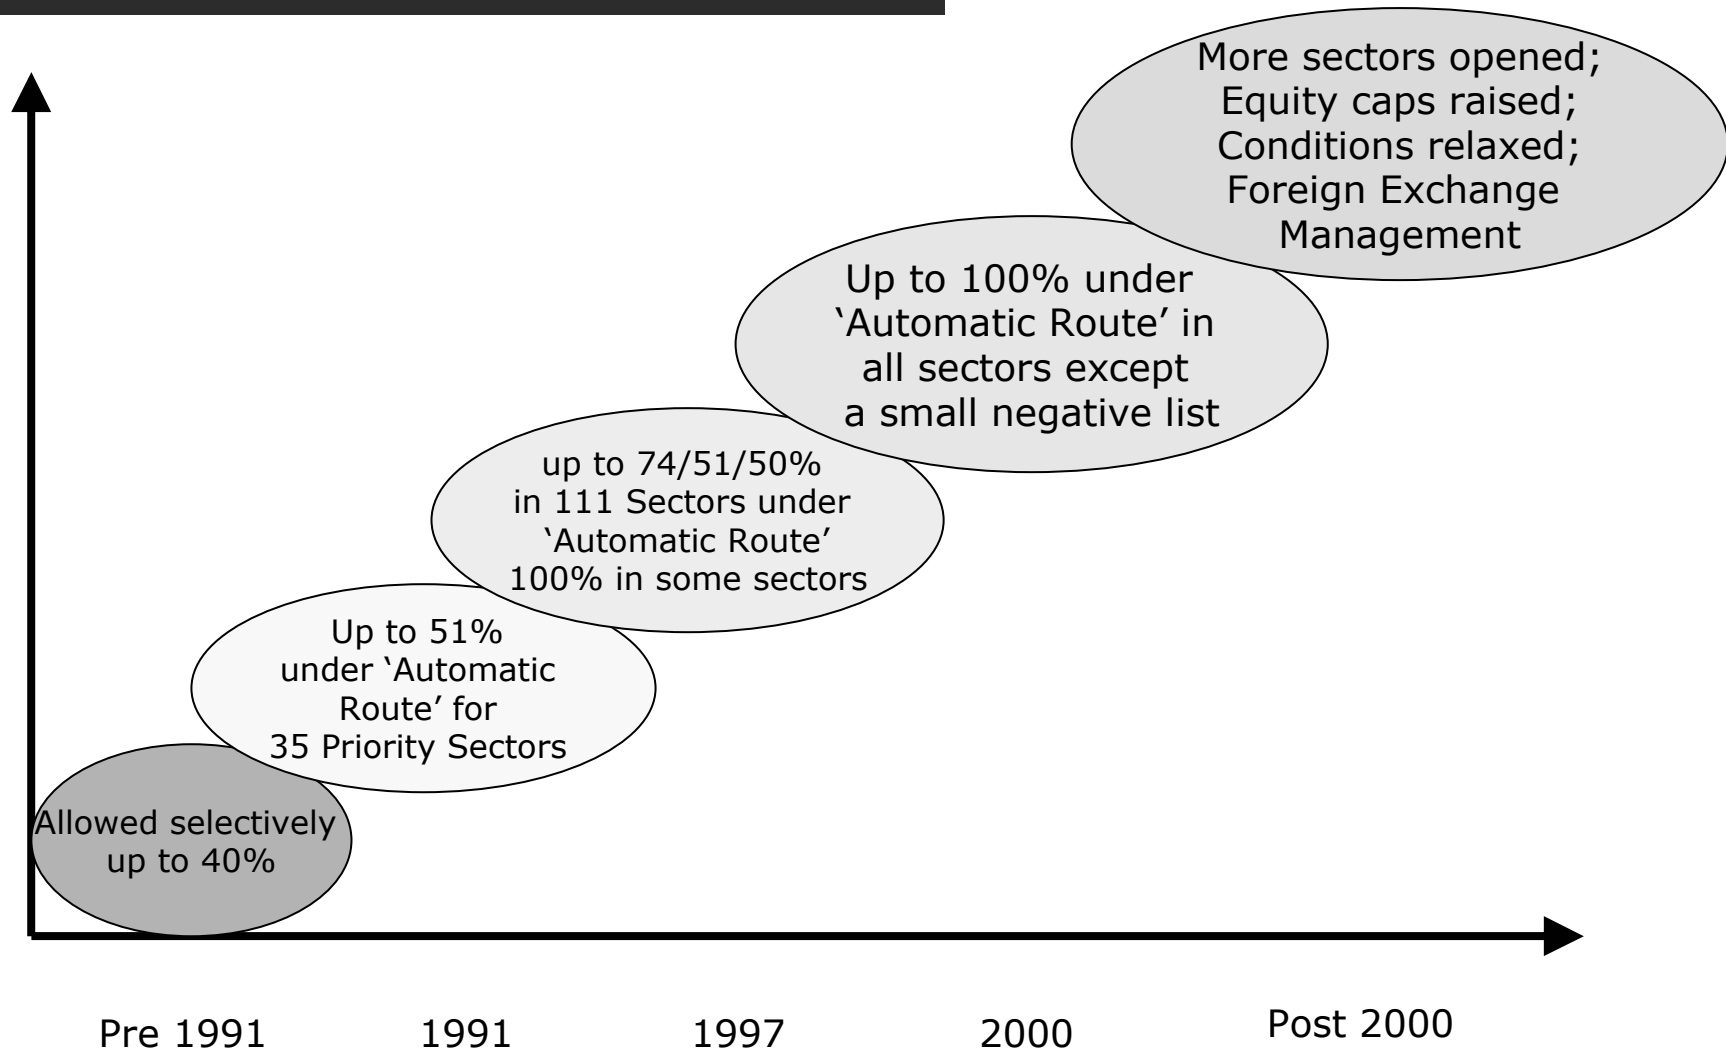 More sectors opened;
Equity caps raised;
Conditions relaxed;
Foreign Exchange
Management
Up to 100% under
‘Automatic Route’ in
all sectors except
a small negative list
up to 74/51/50%
in 111 Sectors under
‘Automatic Route’
100% in some sectors
Up to 51%
under ‘Automatic
Route’ for
35 Priority Sectors
Allowed selectively
up to 40%
Pre 1991
1991
1997
2000
Post 2000